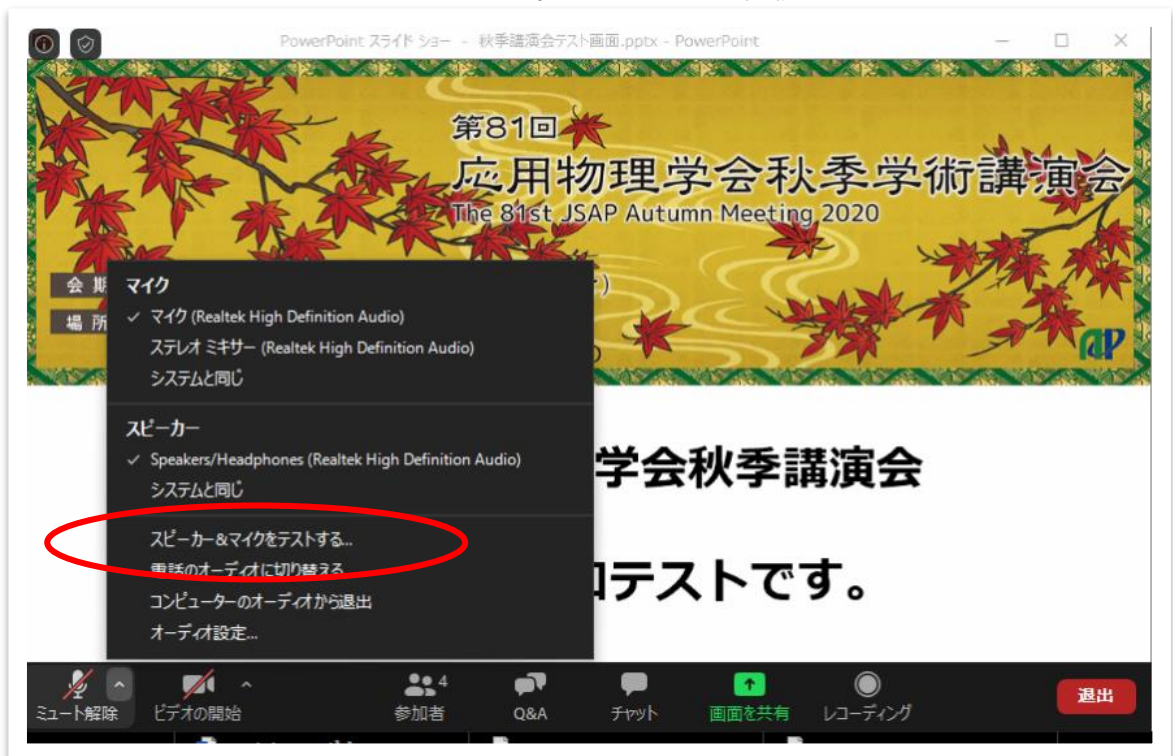 PowerPoint スライド ショー - 秋季講演会テスト画面.pptx - PowerPoint
第81回
応用物理学会秋季学術講演会
The 81st JSAP Autumn Meeting 2020
会 期
場 所
マイク
マイク (Realtek High Definition Audio)
ステレオ ミキサー (Realtek High Definition Audio)
システムと同じ
スピーカー
Speakers/Headphones (Realtek High Definition Audio)
システムと同じ
学会秋季講演会
スピーカー&マイクをテストする...
電話のオーディオに切り替える
テストです。
コンピューターのオーディオから退出
オーディオ設定...
ミュート解除
ビデオの開始
4
参加者
Q&A
チャット
画面を共有
レコーディング
退出